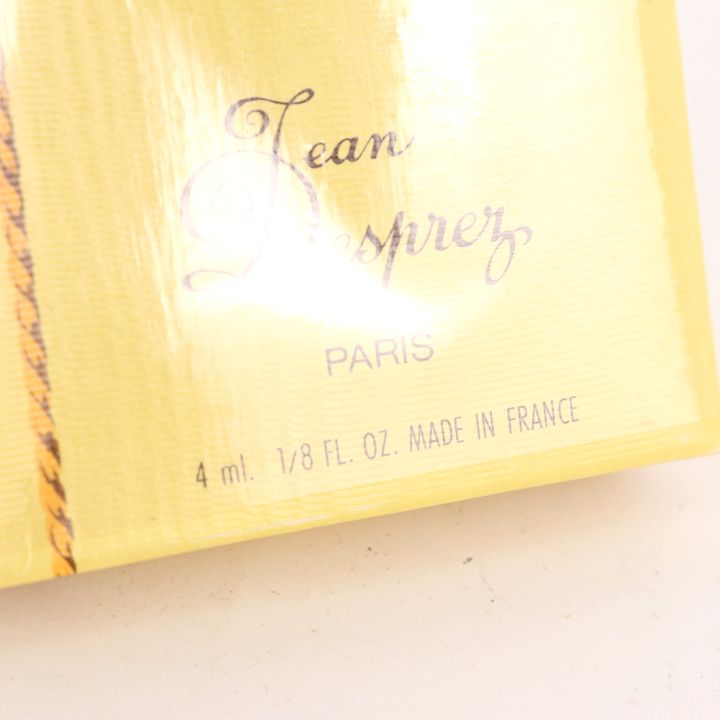 Jean
Desprez
PARIS
4 ml. 1/8 FL. OZ. MADE IN FRANCE